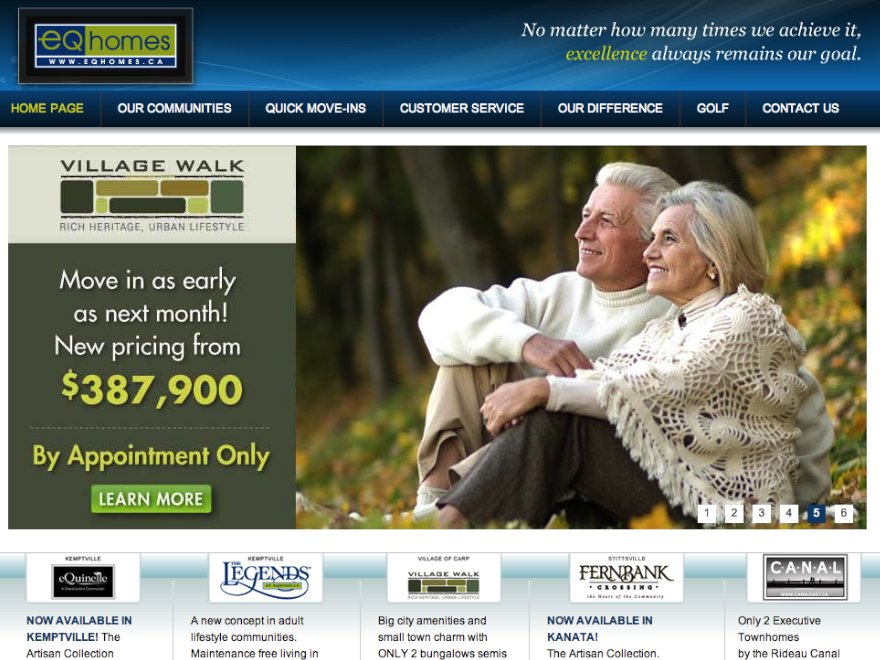 eQ homes
WWW.EQHOMES.CA
No matter how many times we achieve it,
excellence always remains our goal.
HOME PAGE
OUR COMMUNITIES
QUICK MOVE-INS
CUSTOMER SERVICE
OUR DIFFERENCE
GOLF
CONTACT US
VILLAGE WALK
RICH HERITAGE, URBAN LIFESTYLE
Move in as early
as next month!
New pricing from
$387,900
By Appointment Only
LEARN MORE
1 2 3 4 5 6
KEMPTVILLE
eQuinelle
KEMPTVILLE
THE LEGENDS
AT EQUINELLE
VILLAGE OF CARP
VILLAGE WALK
RICH HERITAGE, URBAN LIFESTYLE
STITTSVILLE
FERNBANK
CROSSING
the Heart of the Community
C·A·N·A·L
WWW.CANALEAST.CA
NOW AVAILABLE IN
KEMPTVILLE! The
Artisan Collection
A new concept in adult
lifestyle communities.
Maintenance free living in
Big city amenities and
small town charm with
ONLY 2 bungalows semis
NOW AVAILABLE IN
KANATA!
The Artisan Collection.
Only 2 Executive
Townhomes
by the Rideau Canal